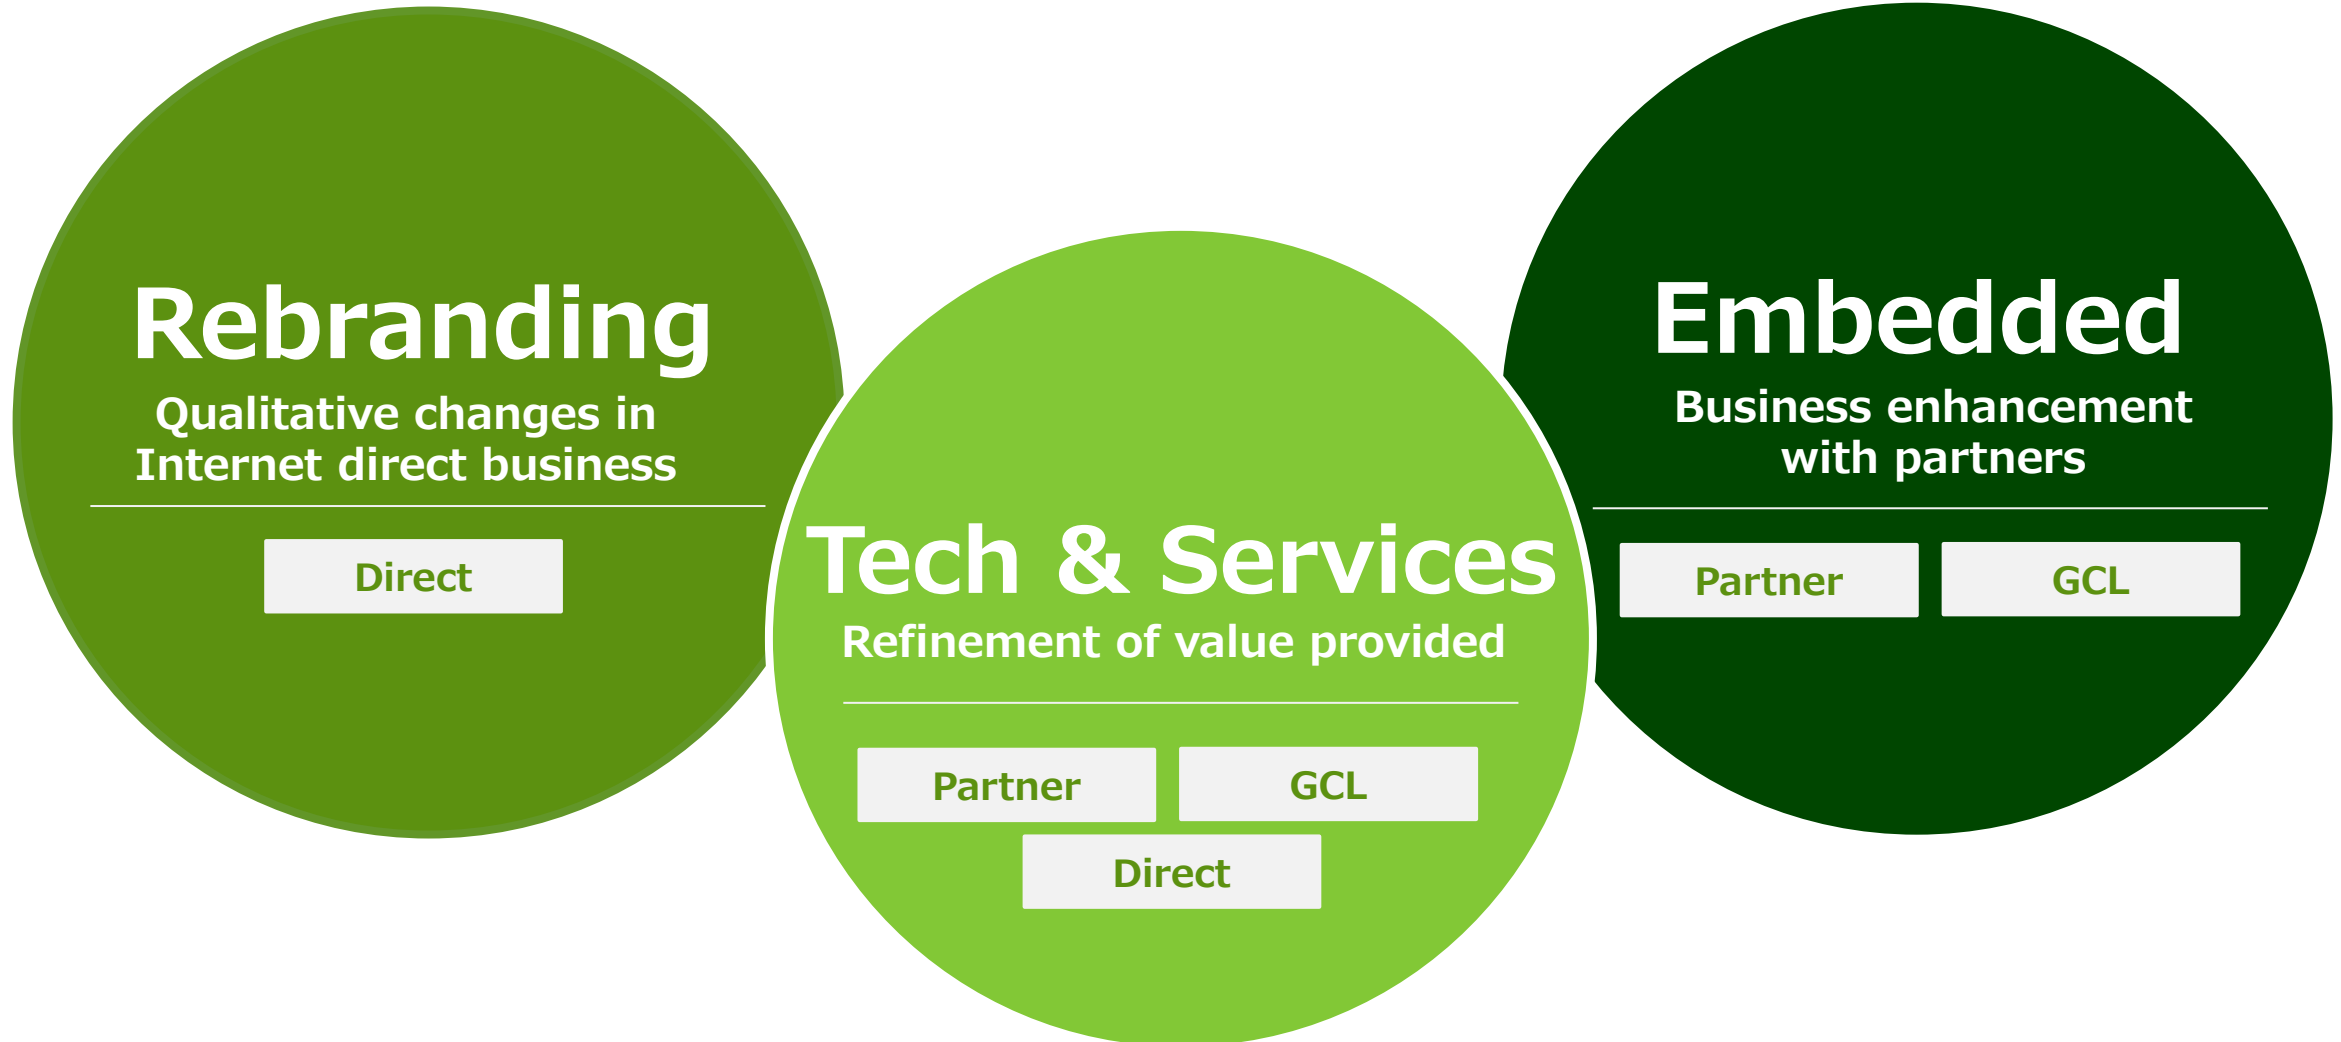 Rebranding
Qualitative changes in
Internet direct business
Direct
Tech & Services
Refinement of value provided
Partner
GCL
Direct
Embedded
Business enhancement
with partners
Partner
GCL